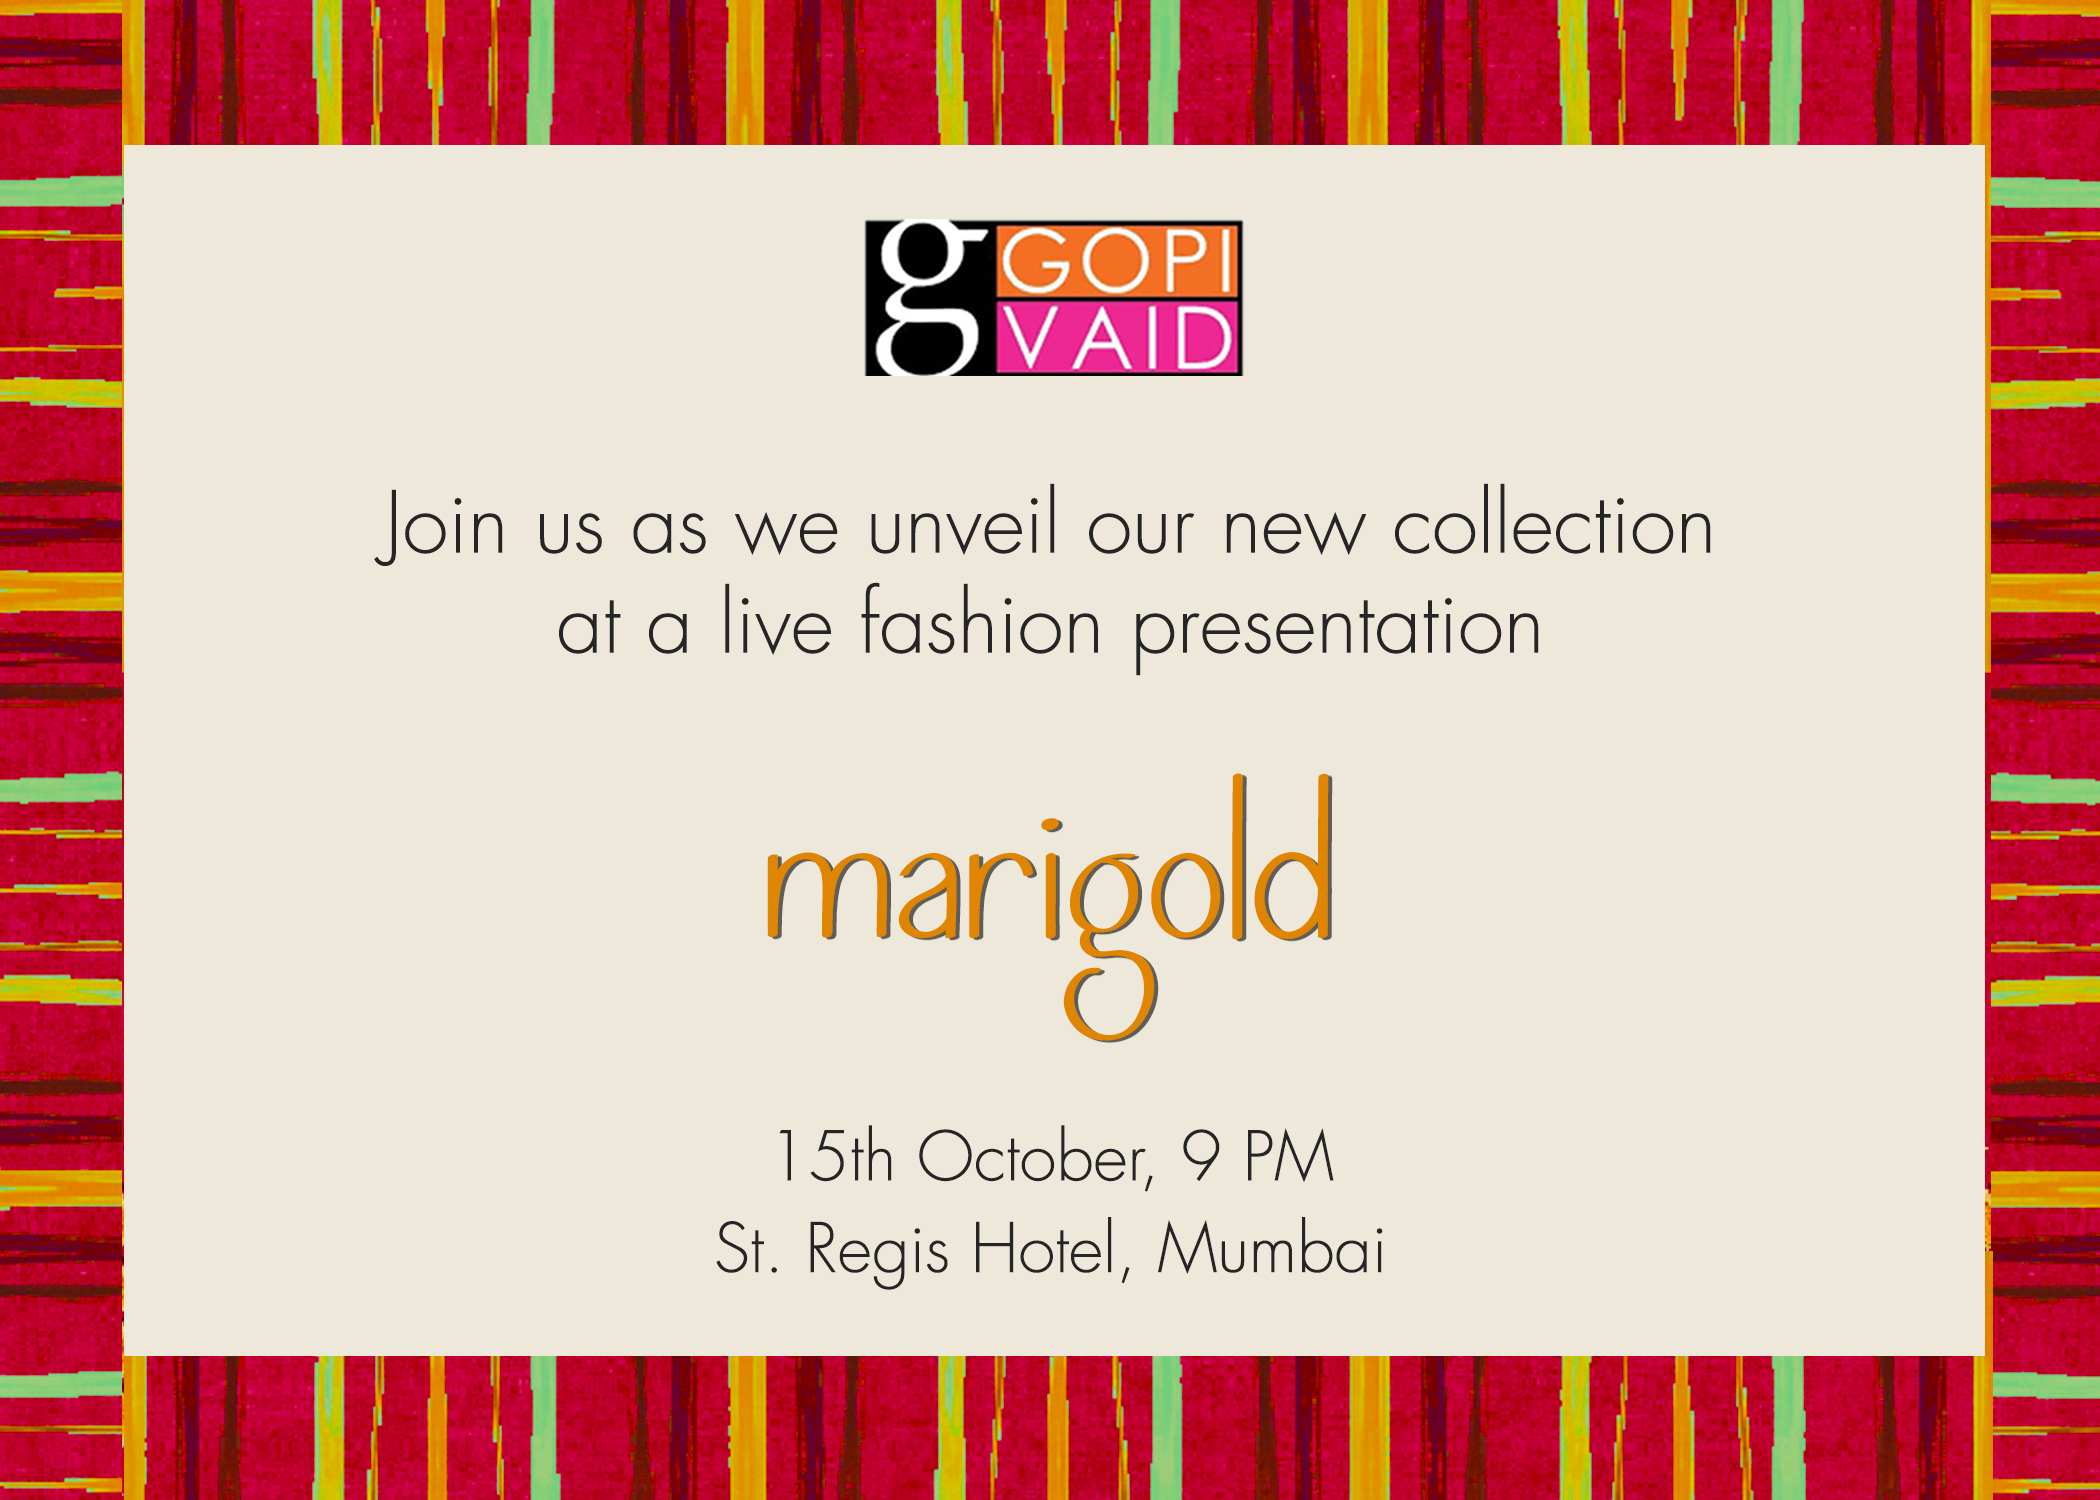 g GOPI
VAID
Join us as we unveil our new collection
at a live fashion presentation
marigold
15th October, 9 PM
St. Regis Hotel, Mumbai